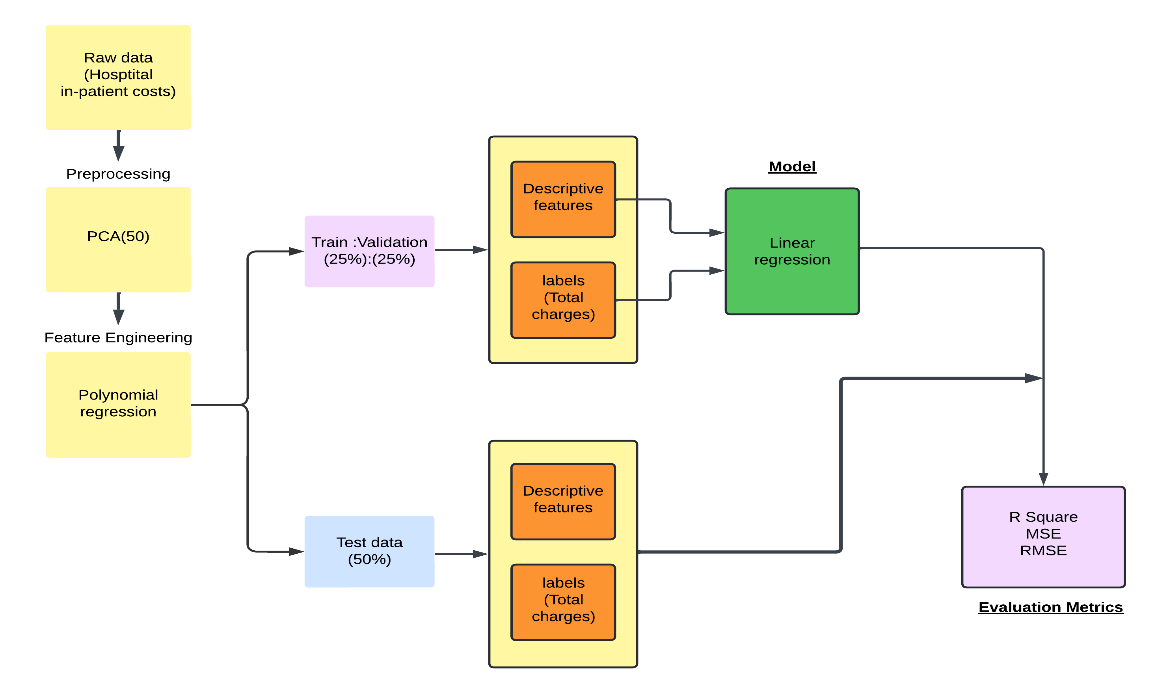 Raw data
(Hosptital
in-patient costs)
Preprocessing
PCA(50)
Feature Engineering
Polynomial
regression
Train :Validation
(25%):(25%)
Test data
(50%)
Descriptive
features
labels
(Total
charges)
Descriptive
features
labels
(Total
charges)
Model
Linear
regression
R Square
MSE
RMSE
Evaluation Metrics